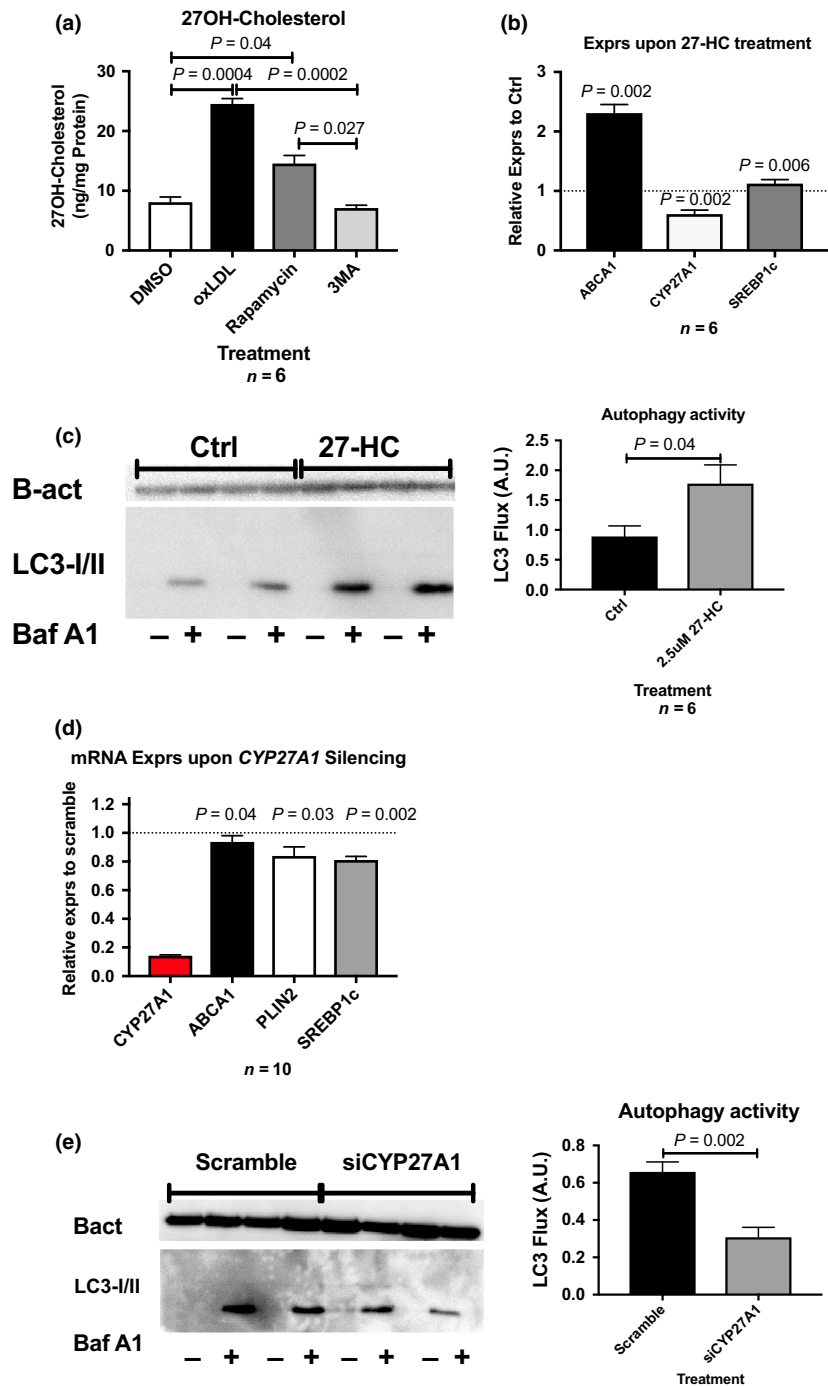 (a)
27OH-Cholesterol
P = 0.04
P = 0.0004 P = 0.0002
P = 0.027
27OH-Cholesterol
(ng/mg Protein)
30
20
10
0
DMSO
oxLDL
Rapamycin
3MA
Treatment
n = 6
(b)
Exprs upon 27-HC treatment
Relative Exprs to Ctrl
3
2
1
0
P = 0.002
P = 0.002
P = 0.006
ABCA1
CYP27A1
SREBP1c
n = 6
(c)
Ctrl 27-HC
B-act
LC3-I/II
Baf A1 – + – + – + – +
Autophagy activity
P = 0.04
LC3 Flux (A.U.)
2.5
2.0
1.5
1.0
0.5
0.0
Ctrl
2.5uM 27-HC
Treatment
n = 6
(d)
mRNA Exprs upon CYP27A1 Silencing
Relative exprs to scramble
1.2
1.0
0.8
0.6
0.4
0.2
0.0
P = 0.04 P = 0.03 P = 0.002
CYP27A1
ABCA1
PLIN2
SREBP1c
n = 10
(e)
Scramble siCYP27A1
Bact
LC3-I/II
Baf A1
– + – + – + – +
Autophagy activity
P = 0.002
LC3 Flux (A.U.)
0.8
0.6
0.4
0.2
0.0
Scramble
siCYP27A1
Treatment